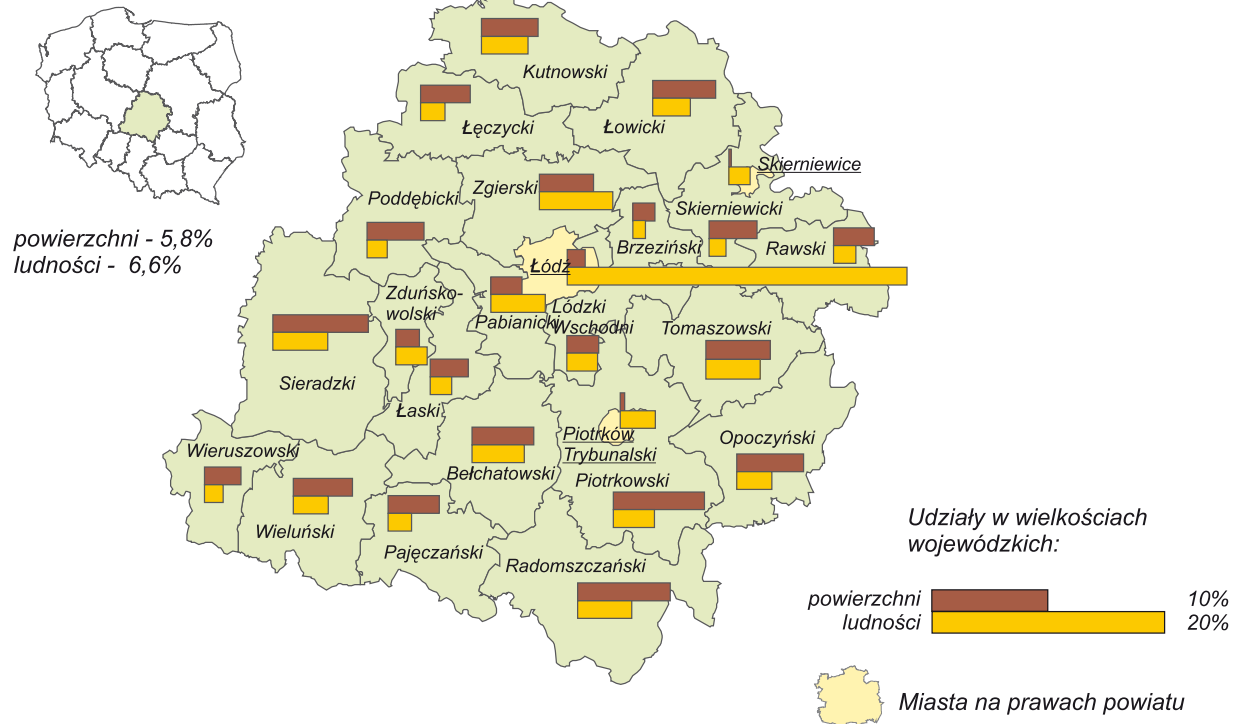 Kutnowski
Łęczycki
Łowicki
Skierniewice
Poddębicki
Zgierski
Skierniewicki
powierzchni - 5,8%
ludności - 6,6%
Brzeziński
Rawski
Łódź
Zduńsko-
wolski
Pabianicki
Łódzki
Wschodni
Tomaszowski
Sieradzki
Łaski
Piotrków
Trybunalski
Opoczyński
Wieruszowski
Bełchatowski
Piotrkowski
Wieluński
Pajęczański
Radomszczański
Udziały w wielkościach
wojewódzkich:
powierzchni 10%
ludności 20%
Miasta na prawach powiatu